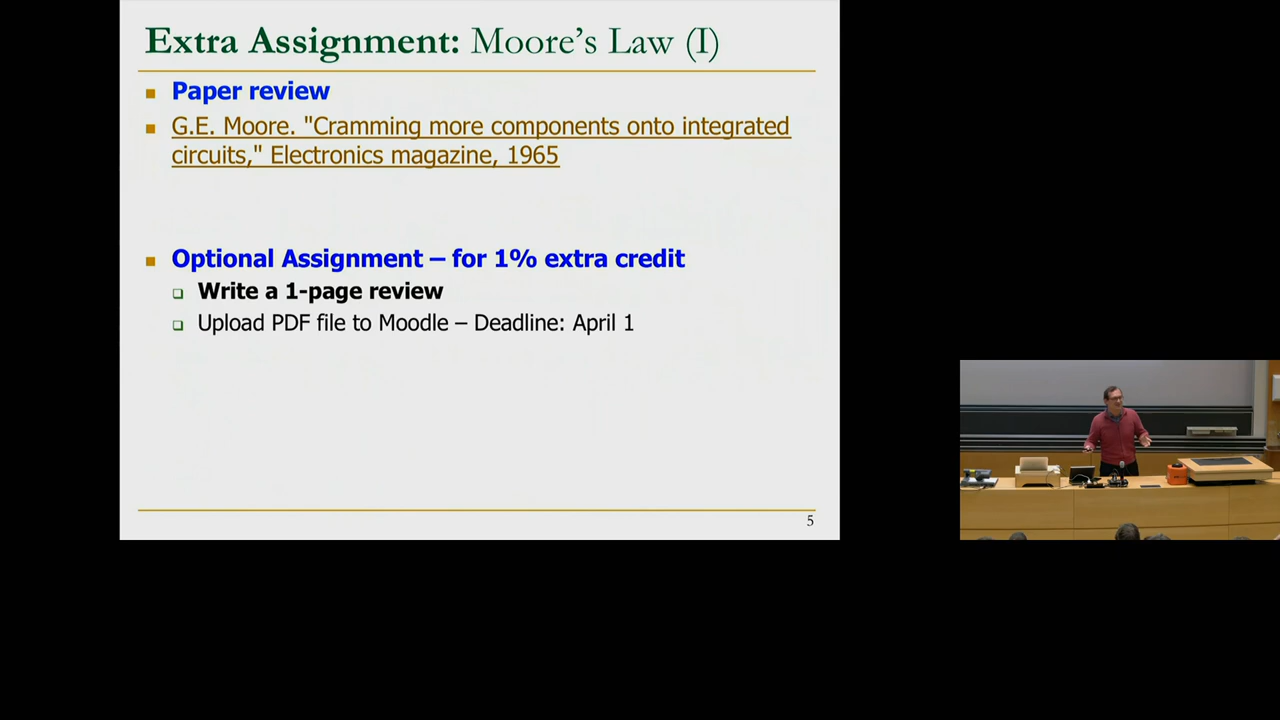 Extra Assignment: Moore's Law (I)
Paper review
G.E. Moore. "Cramming more components onto integrated
circuits," Electronics magazine, 1965
Optional Assignment – for 1% extra credit
Write a 1-page review
Upload PDF file to Moodle – Deadline: April 1
5